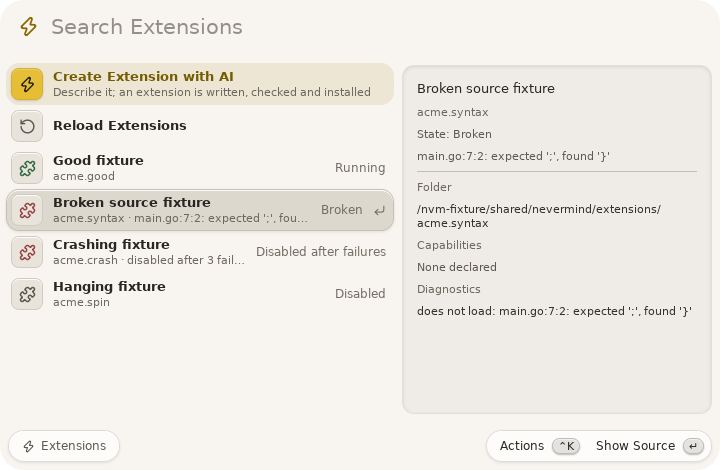 Search Extensions
Create Extension with AI
Describe it; an extension is written, checked and installed
Reload Extensions
Good fixture
acme.good
Running
Broken source fixture
acme.syntax · main.go:7:2: expected ';', fou...
Broken
Crashing fixture
acme.crash · disabled after 3 fail...
Disabled after failures
Hanging fixture
acme.spin
Disabled
Broken source fixture
acme.syntax
State: Broken
main.go:7:2: expected ';', found '}'
Folder
/nvm-fixture/shared/nevermind/extensions/
acme.syntax
Capabilities
None declared
Diagnostics
does not load: main.go:7:2: expected ';', found '}'
Extensions
Actions ⌃K Show Source ↵